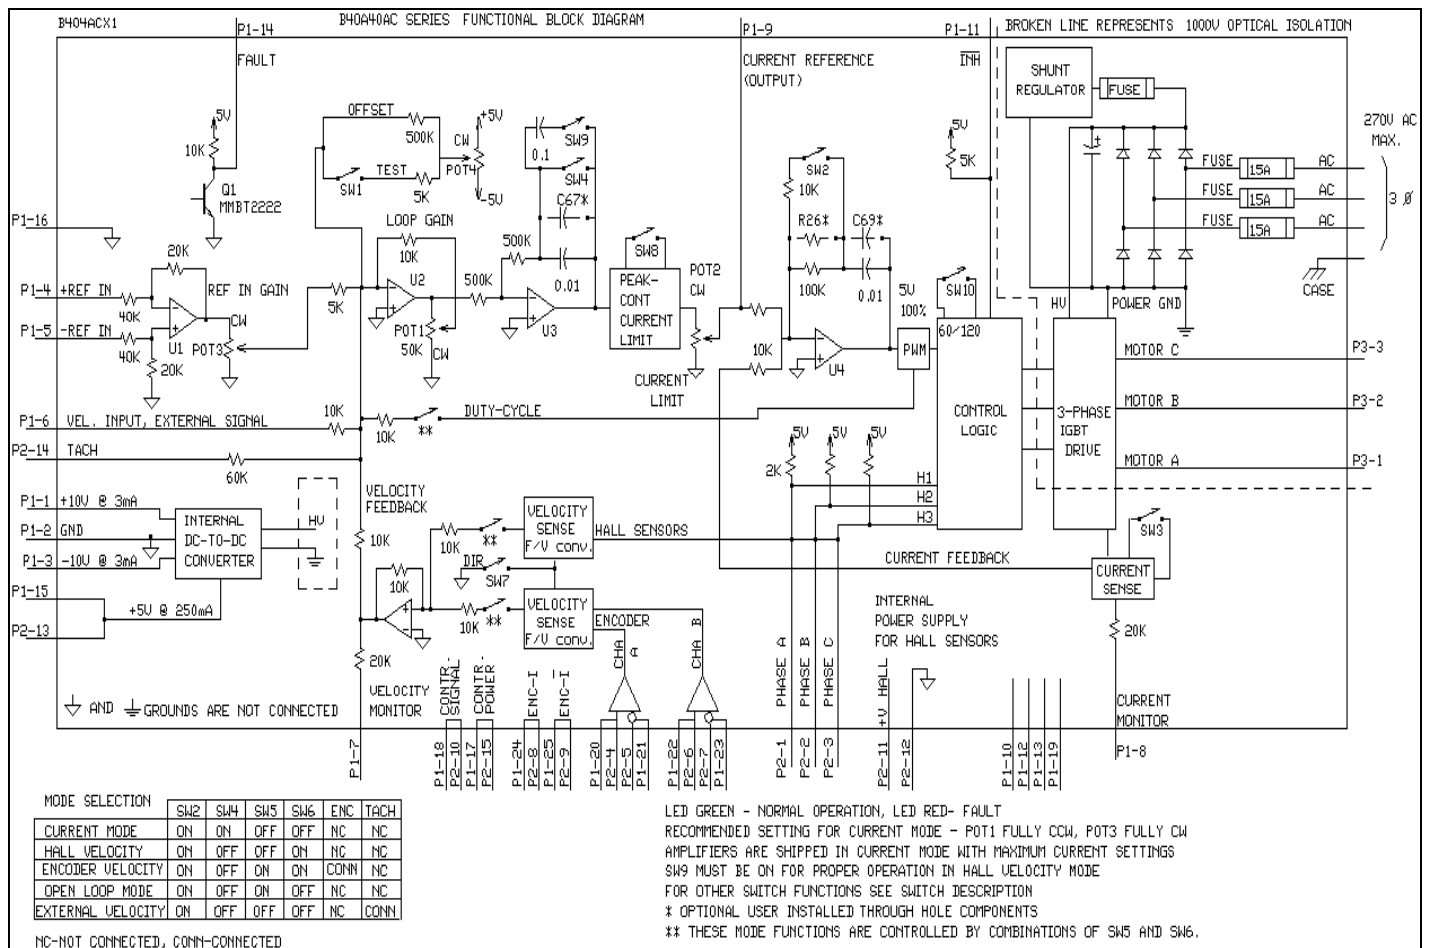 B404ACX1
B40A40AC SERIES FUNCTIONAL BLOCK DIAGRAM
BROKEN LINE REPRESENTS 1000V OPTICAL ISOLATION
P1-14
P1-9
P1-11
FAULT
CURRENT REFERENCE
(OUTPUT)
INH
SHUNT
REGULATOR
FUSE
270V AC
MAX.
5V
10K
OFFSET
500K
CW
+5V
POT4
-5V
SW1
TEST
5K
0.1
SW9
SW4
C67*
0.01
SW2
10K
R26*
C69*
100K
0.01
5V
5K
+
FUSE
15A
AC
FUSE
15A
AC
FUSE
15A
AC
3 Ø
CASE
Q1
MMBT2222
P1-16
P1-4
+REF IN
P1-5
-REF IN
40K
40K
20K
20K
REF IN GAIN
U1
CW
POT3
5K
LOOP GAIN
10K
U2
POT1
50K
CW
500K
500K
U3
SW8
PEAK-
CONT
CURRENT
LIMIT
POT2
CW
CURRENT
LIMIT
10K
U4
5V
100%
PWM
SW10
60/120
CONTROL
LOGIC
HV
POWER GND
3-PHASE
IGBT
DRIVE
MOTOR C
P3-3
MOTOR B
P3-2
MOTOR A
P3-1
P1-6
VEL. INPUT, EXTERNAL SIGNAL
10K
10K
**
DUTY-CYCLE
P2-14
TACH
60K
5V
5V
5V
2K
H1
H2
H3
P1-1
+10V @ 3mA
P1-2
GND
P1-3
-10V @ 3mA
P1-15
P2-13
+5V @ 250mA
INTERNAL
DC-TO-DC
CONVERTER
HV
VELOCITY
FEEDBACK
10K
10K
**
VELOCITY
SENSE
F/V conv.
HALL SENSORS
DIR
SW7
10K
10K
**
VELOCITY
SENSE
F/V conv.
ENCODER
CURRENT FEEDBACK
SW3
CURRENT
SENSE
20K
INTERNAL
POWER SUPPLY
FOR HALL SENSORS
20K
VELOCITY
MONITOR
CONTR.
SIGNAL
CONTR.
POWER
ENC-I
ENC-I
CHA A
CHA B
PHASE A
PHASE B
PHASE C
+V HALL
CURRENT
MONITOR
AND
GROUNDS ARE NOT CONNECTED
P1-7
P1-18
P2-10
P1-17
P2-15
P1-24
P2-8
P1-25
P2-9
P1-20
P2-4
P2-5
P1-21
P1-22
P2-6
P2-7
P1-23
P2-1
P2-2
P2-3
P2-11
P2-12
P1-10
P1-12
P1-13
P1-19
P1-8
MODE SELECTION
SW2 SW4 SW5 SW6 ENC TACH
CURRENT MODE ON ON OFF OFF NC NC
HALL VELOCITY ON OFF OFF ON NC NC
ENCODER VELOCITY ON OFF ON ON CONN NC
OPEN LOOP MODE ON OFF ON OFF NC NC
EXTERNAL VELOCITY ON OFF OFF OFF NC CONN
NC-NOT CONNECTED, CONN-CONNECTED
LED GREEN - NORMAL OPERATION, LED RED- FAULT
RECOMMENDED SETTING FOR CURRENT MODE - POT1 FULLY CCW, POT3 FULLY CW
AMPLIFIERS ARE SHIPPED IN CURRENT MODE WITH MAXIMUM CURRENT SETTINGS
SW9 MUST BE ON FOR PROPER OPERATION IN HALL VELOCITY MODE
FOR OTHER SWITCH FUNCTIONS SEE SWITCH DESCRIPTION
* OPTIONAL USER INSTALLED THROUGH HOLE COMPONENTS
** THESE MODE FUNCTIONS ARE CONTROLLED BY COMBINATIONS OF SW5 AND SW6.